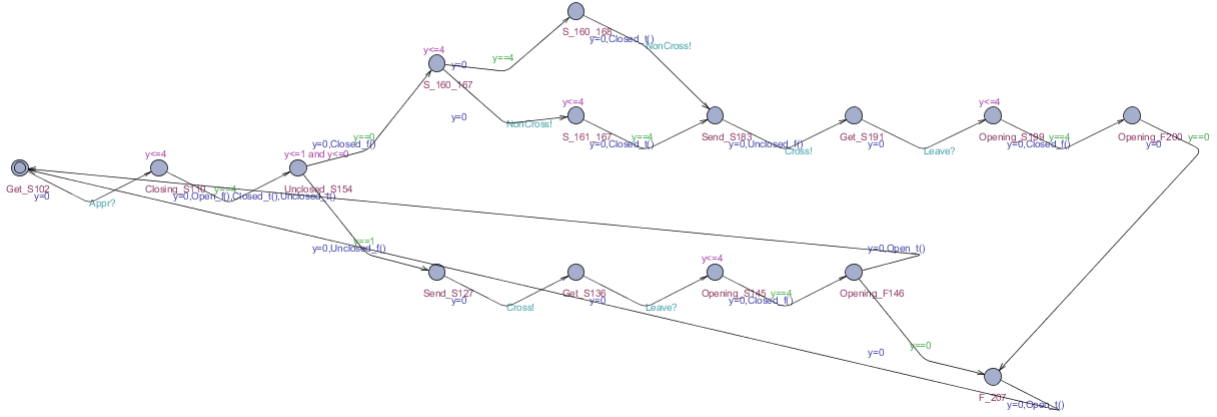 S_160_168
y=0,Closed_t()
NonCross!
y<=4
y==4
y=0
S_160_167
y<=4
y=0
NonCross!
S_161_167
y==4
y=0,Closed_t()
Send_S183
y=0,Unclosed_t()
Cross!
Get_S191
y=0
Leave?
y<=4
Opening_S199
y==4
y=0,Closed_f()
Opening_F200
y=0
y==0
y==0
y=0,Closed_f()
y<=1 and y<=0
y<=4
Get_S102
y=0
Appr?
Closing_S110
y==4
y=0,Open_f(),Closed_f(),Unclosed_t()
Unclosed_S154
y==1
y=0,Unclosed_f()
y=0,Open_t()
y<=4
Send_S127
y=0
Cross!
Get_S136
y=0
Leave?
Opening_S145
y==4
y=0,Closed_f()
Opening_F146
y=0
y==0
F_207
y=0,Open_t()